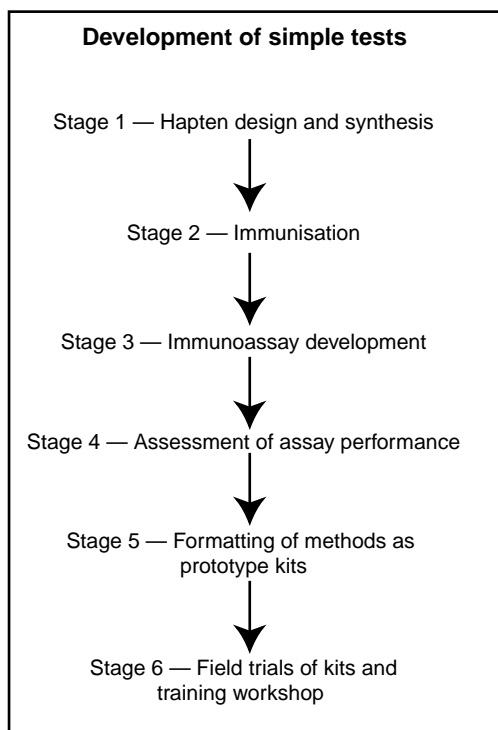 Development of simple tests
Stage 1 — Hapten design and synthesis
Stage 2 — Immunisation
Stage 3 — Immunoassay development
Stage 4 — Assessment of assay performance
Stage 5 — Formatting of methods as
prototype kits
Stage 6 — Field trials of kits and
training workshop